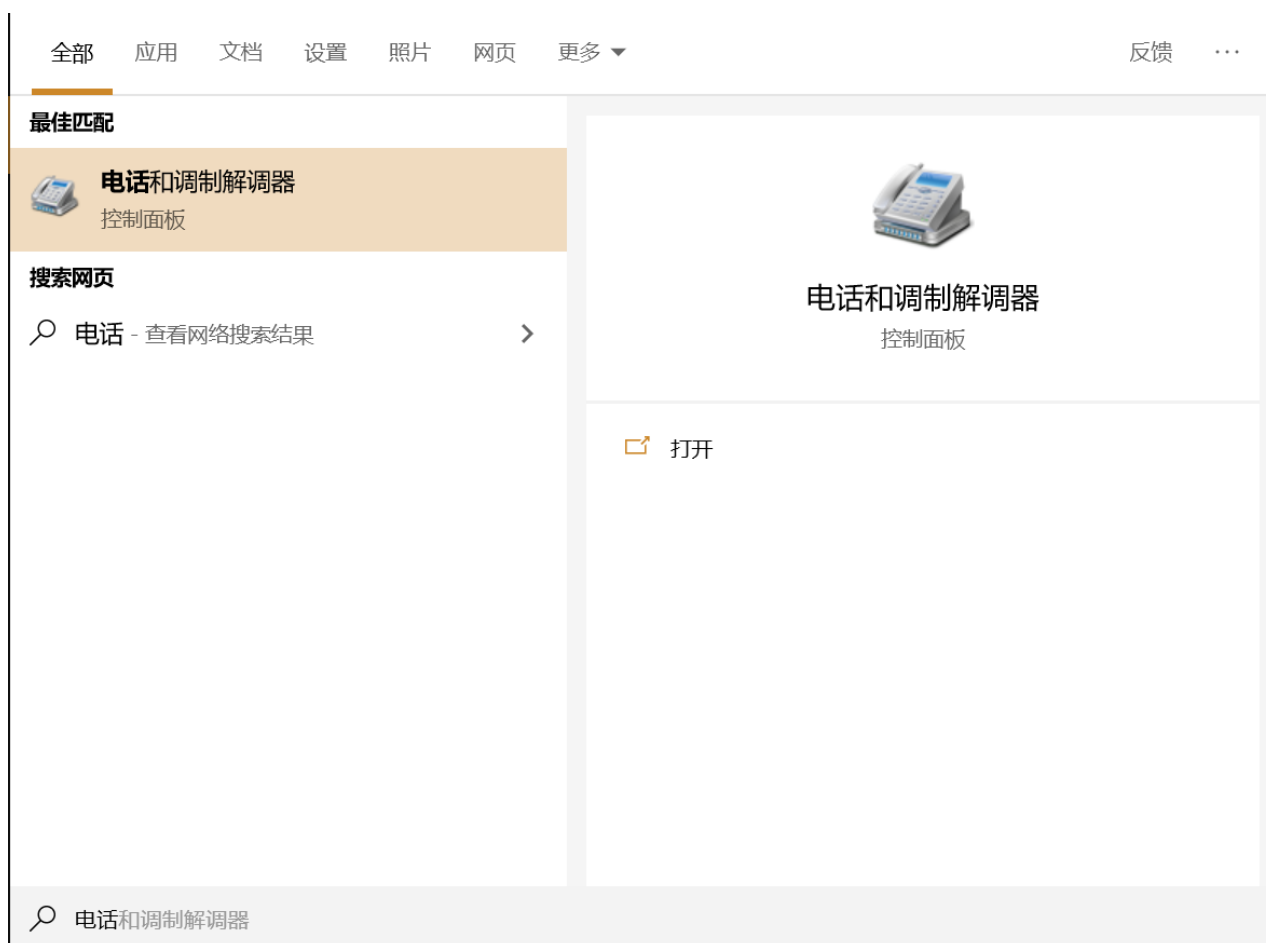 全部 应用 文档 设置 照片 网页 更多 反馈 ···
最佳匹配
电话和调制解调器
控制面板
搜索网页
电话 - 查看网络搜索结果
电话和调制解调器
控制面板
打开
电话和调制解调器